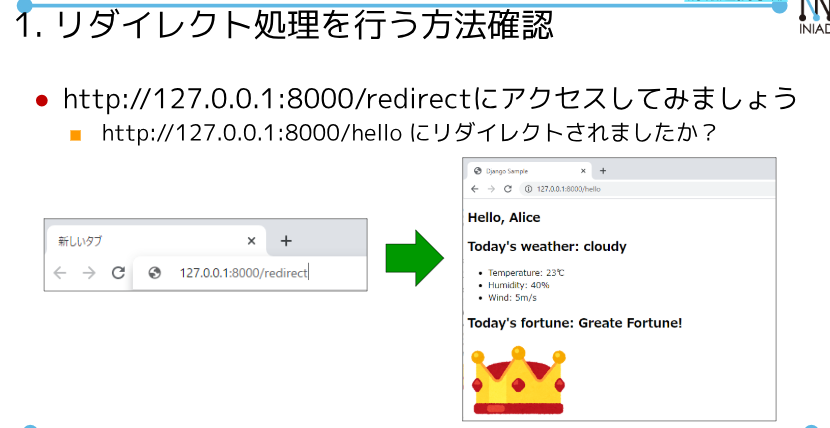 1. リダイレクト処理を行う方法確認
INIAD
http://127.0.0.1:8000/redirectにアクセスしてみましょう
http://127.0.0.1:8000/hello にリダイレクトされましたか？
新しいタブ
127.0.0.1:8000/redirect
Django Sample
127.0.0.1:8000/hello
Hello, Alice
Today's weather: cloudy
Temperature: 23℃
Humidity: 40%
Wind: 5m/s
Today's fortune: Greate Fortune!